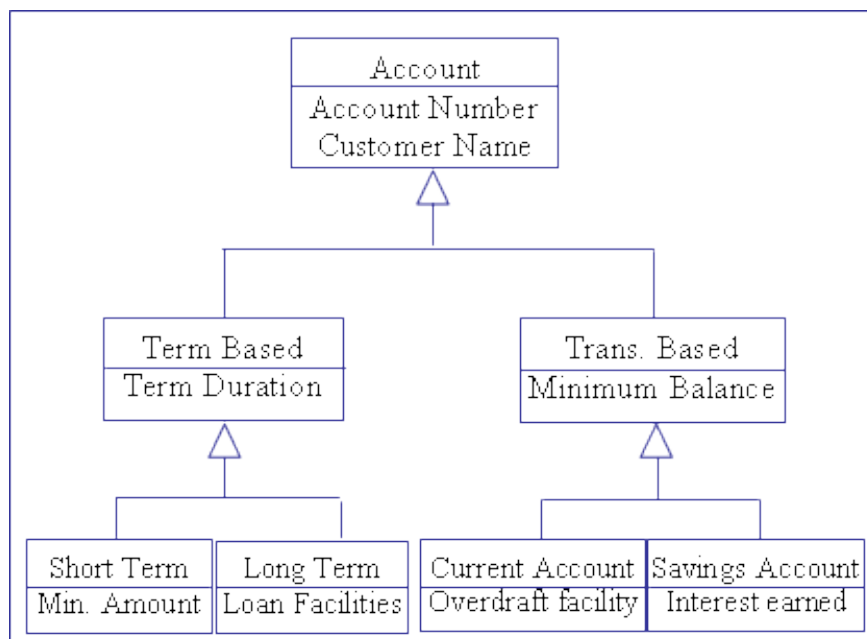 Account
Account Number
Customer Name
Term Based
Term Duration
Trans. Based
Minimum Balance
Short Term
Min. Amount
Long Term
Loan Facilities
Current Account
Overdraft facility
Savings Account
Interest earned